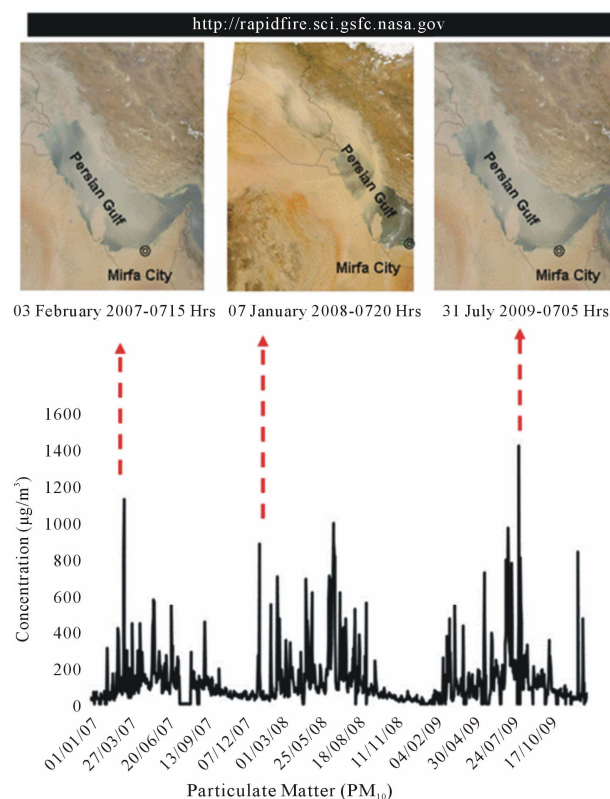 http://rapidfire.sci.gsfc.nasa.gov
Persian Gulf
Mirfa City
Persian Gulf
Mirfa City
Persian Gulf
Mirfa City
03 February 2007-0715 Hrs
07 January 2008-0720 Hrs
31 July 2009-0705 Hrs
Concentration (μg/m³)
1600
1400
1200
1000
800
600
400
200
0
01/01/07
27/03/07
20/06/07
13/09/07
07/12/07
01/03/08
25/05/08
18/08/08
11/11/08
04/02/09
30/04/09
24/07/09
17/10/09
Particulate Matter (PM₁₀)